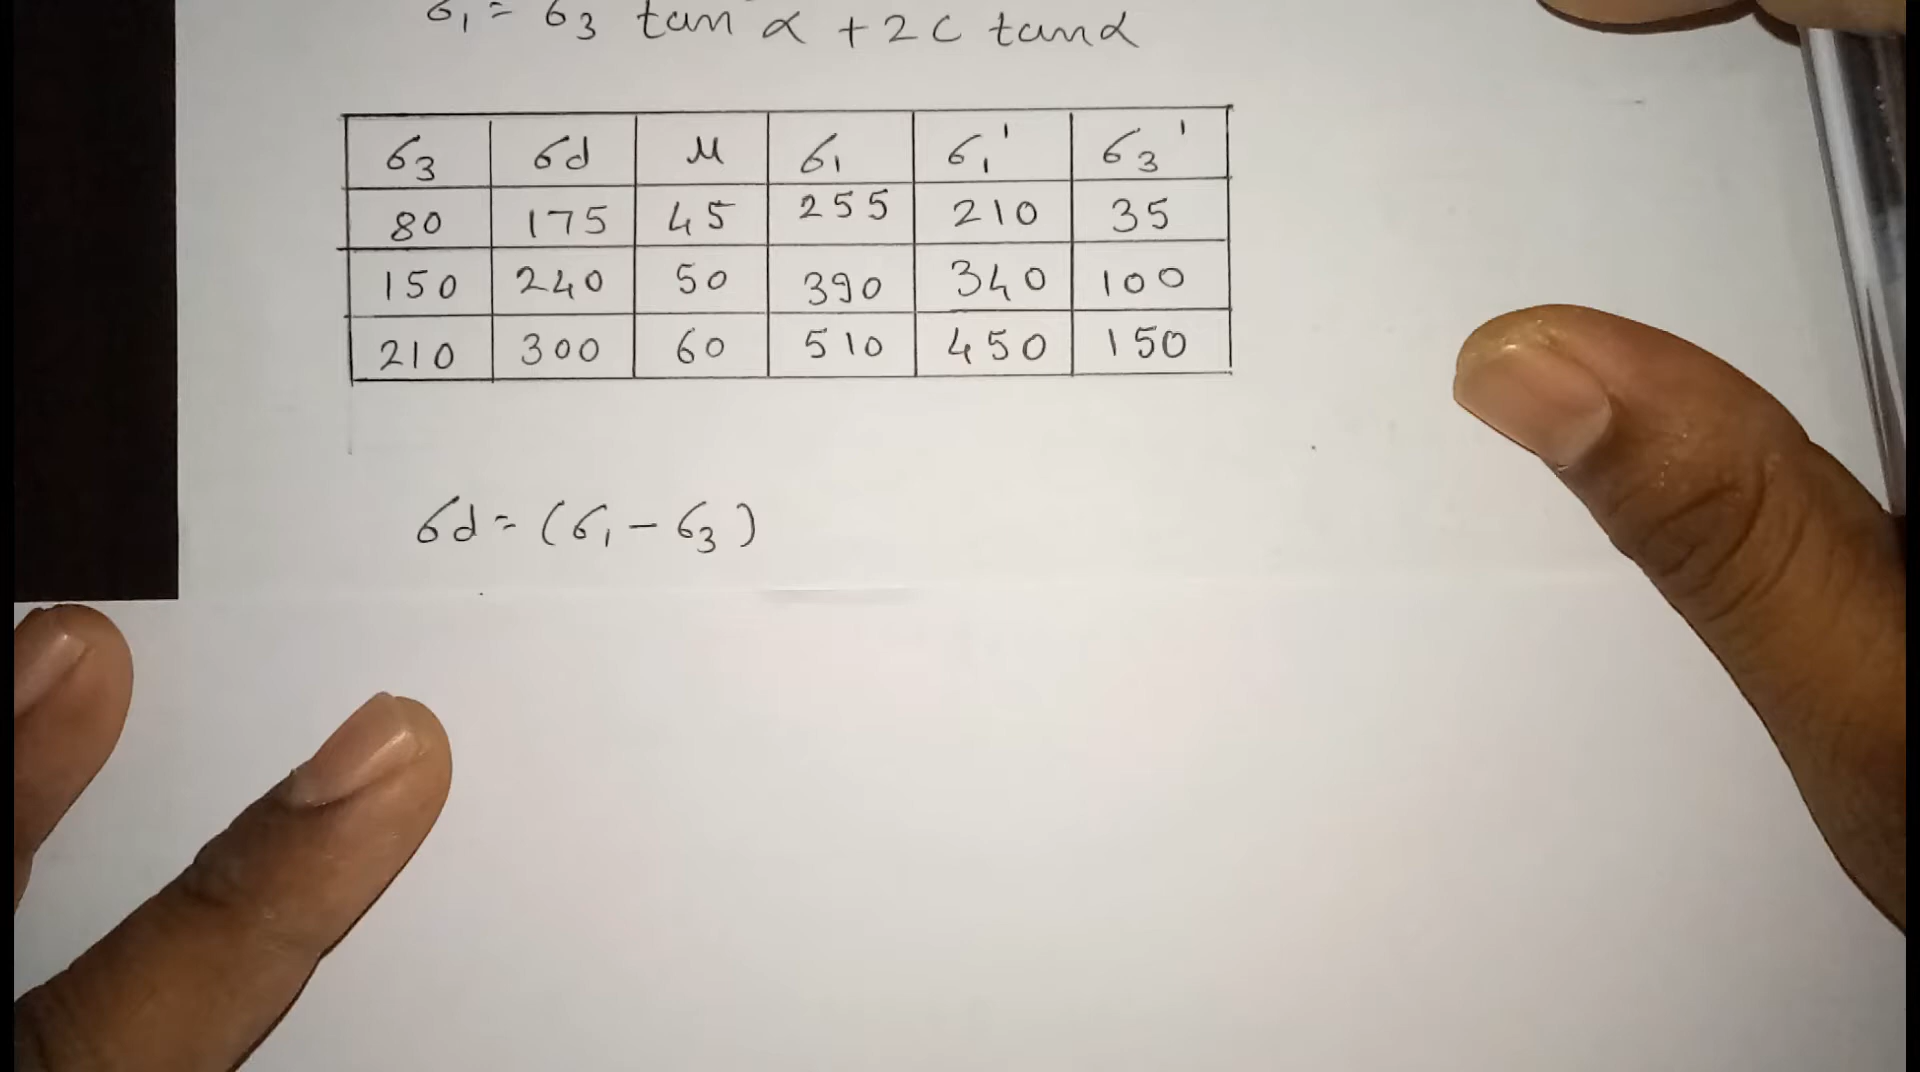 σ1 = σ3 tan α + 2C tanα
σ3 σd u σ1 σ1' σ3'
80 175 45 255 210 35
150 240 50 390 340 100
210 300 60 510 450 150
σd = (σ1 - σ3)